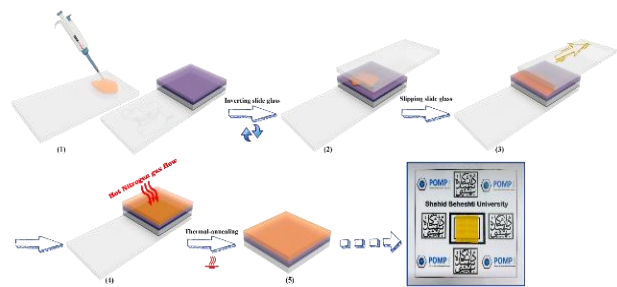 Inverting slide glass
Slipping slide glass
(1)
(2)
(3)
Hot Nitrogen gas flow
Thermal-annealing
(4)
(5)
POMP
POMP
Shahid Beheshti University
POMP
POMP